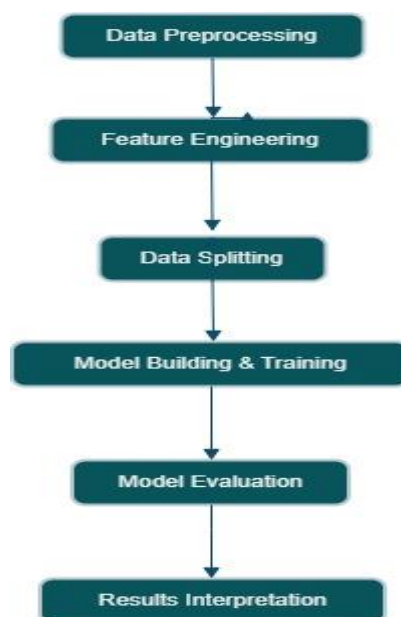 Data Preprocessing
Feature Engineering
Data Splitting
Model Building & Training
Model Evaluation
Results Interpretation